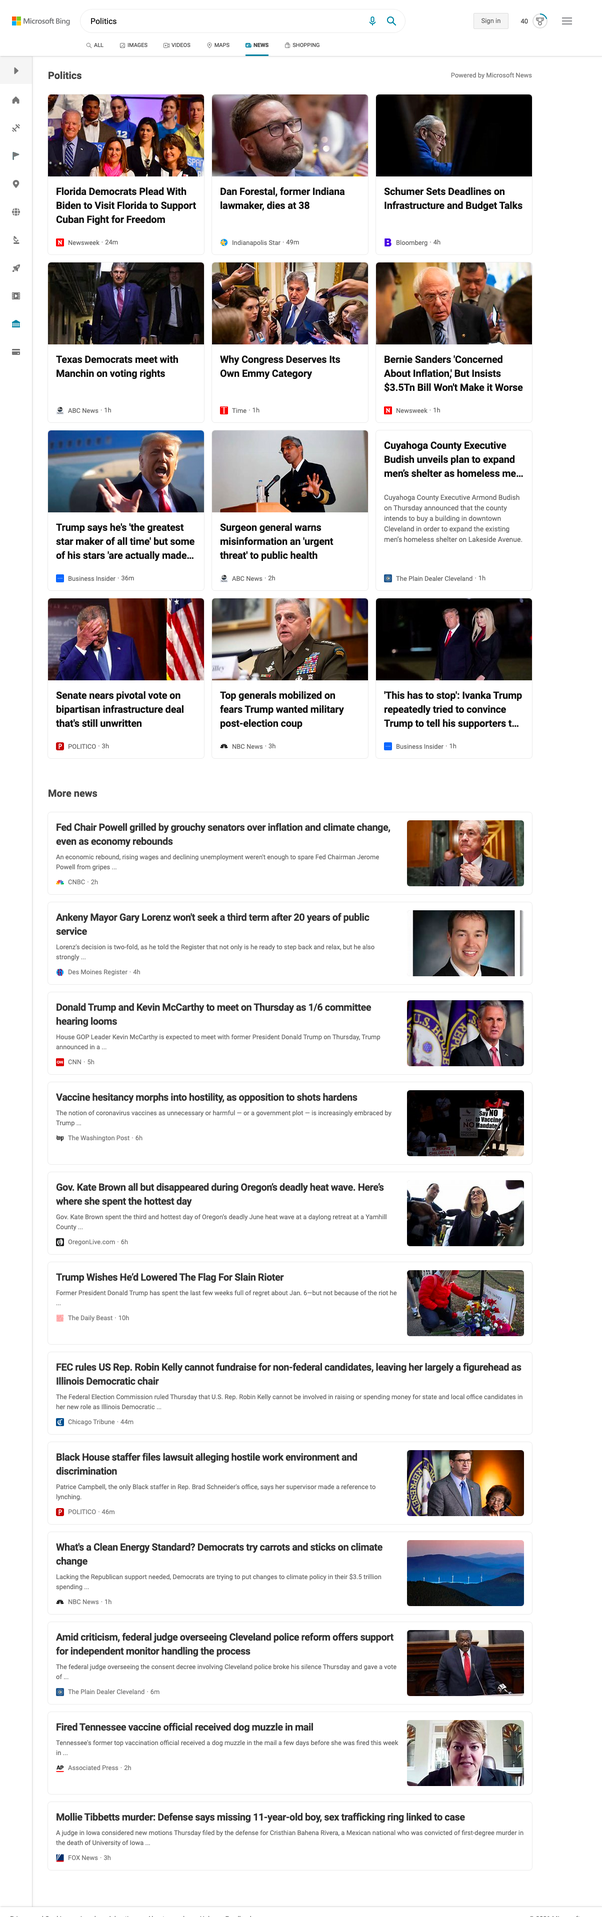 Microsoft Bing
Politics
Sign in
40
ALL
IMAGES
VIDEOS
MAPS
NEWS
SHOPPING
Politics
Powered by Microsoft News
Florida Democrats Plead With
Biden to Visit Florida to Support
Cuban Fight for Freedom
Newsweek · 24m
Dan Forestal, former Indiana
lawmaker, dies at 38
Indianapolis Star · 49m
Schumer Sets Deadlines on
Infrastructure and Budget Talks
Bloomberg · 4h
Texas Democrats meet with
Manchin on voting rights
ABC News · 1h
Why Congress Deserves Its
Own Emmy Category
Time · 1h
Bernie Sanders 'Concerned
About Inflation,' But Insists
$3.5Tn Bill Won't Make it Worse
Newsweek · 1h
Trump says he's 'the greatest
star maker of all time' but some
of his stars 'are actually made...
Business Insider · 36m
Surgeon general warns
misinformation an 'urgent
threat' to public health
ABC News · 2h
Cuyahoga County Executive
Budish unveils plan to expand
men's shelter as homeless me...
Cuyahoga County Executive Armond Budish
on Thursday announced that the county
intends to buy a building in downtown
Cleveland in order to expand the existing
men's homeless shelter on Lakeside Avenue.
The Plain Dealer Cleveland · 1h
Senate nears pivotal vote on
bipartisan infrastructure deal
that's still unwritten
POLITICO · 3h
Top generals mobilized on
fears Trump wanted military
post-election coup
NBC News · 3h
'This has to stop': Ivanka Trump
repeatedly tried to convince
Trump to tell his supporters t...
Business Insider · 1h
More news
Fed Chair Powell grilled by grouchy senators over inflation and climate change,
even as economy rebounds
An economic rebound, rising wages and declining unemployment weren't enough to spare Fed Chairman Jerome
Powell from gripes ...
CNBC · 2h
Ankeny Mayor Gary Lorenz won't seek a third term after 20 years of public
service
Lorenz's decision is two-fold, as he told the Register that not only is he ready to step back and relax, but he also
strongly ...
Des Moines Register · 4h
Donald Trump and Kevin McCarthy to meet on Thursday as 1/6 committee
hearing looms
House GOP Leader Kevin McCarthy is expected to meet with former President Donald Trump on Thursday, Trump
announced in a ...
CNN · 5h
Vaccine hesitancy morphs into hostility, as opposition to shots hardens
The notion of coronavirus vaccines as unnecessary or harmful — or a government plot — is increasingly embraced by
Trump ...
The Washington Post · 6h
Gov. Kate Brown all but disappeared during Oregon's deadly heat wave. Here's
where she spent the hottest day
Gov. Kate Brown spent the third and hottest day of Oregon's deadly June heat wave at a daylong retreat at a Yamhill
County ...
OregonLive.com · 6h
Trump Wishes He'd Lowered The Flag For Slain Rioter
Former President Donald Trump has spent the last few weeks full of regret about Jan. 6—but not because of the riot he
...
The Daily Beast · 10h
FEC rules US Rep. Robin Kelly cannot fundraise for non-federal candidates, leaving her largely a figurehead as
Illinois Democratic chair
The Federal Election Commission ruled Thursday that U.S. Rep. Robin Kelly cannot be involved in raising or spending money for state and local office candidates in
her new role as Illinois Democratic ...
Chicago Tribune · 44m
Black House staffer files lawsuit alleging hostile work environment and
discrimination
Patrice Campbell, the only Black staffer in Rep. Brad Schneider's office, says her supervisor made a reference to
lynching.
POLITICO · 46m
What's a Clean Energy Standard? Democrats try carrots and sticks on climate
change
Lacking the Republican support needed, Democrats are trying to put changes to climate policy in their $3.5 trillion
spending ...
NBC News · 1h
Amid criticism, federal judge overseeing Cleveland police reform offers support
for independent monitor handling the process
The federal judge overseeing the consent decree involving Cleveland police broke his silence Thursday and gave a vote
of ...
The Plain Dealer Cleveland · 6m
Fired Tennessee vaccine official received dog muzzle in mail
Tennessee's former top vaccination official received a dog muzzle in the mail a few days before she was fired this week
in ...
Associated Press · 2h
Mollie Tibbetts murder: Defense says missing 11-year-old boy, sex trafficking ring linked to case
A judge in Iowa considered new motions Thursday filed by the defense for Cristhian Bahena Rivera, a Mexican national who was convicted of first-degree murder in
the death of University of Iowa ...
FOX News · 3h